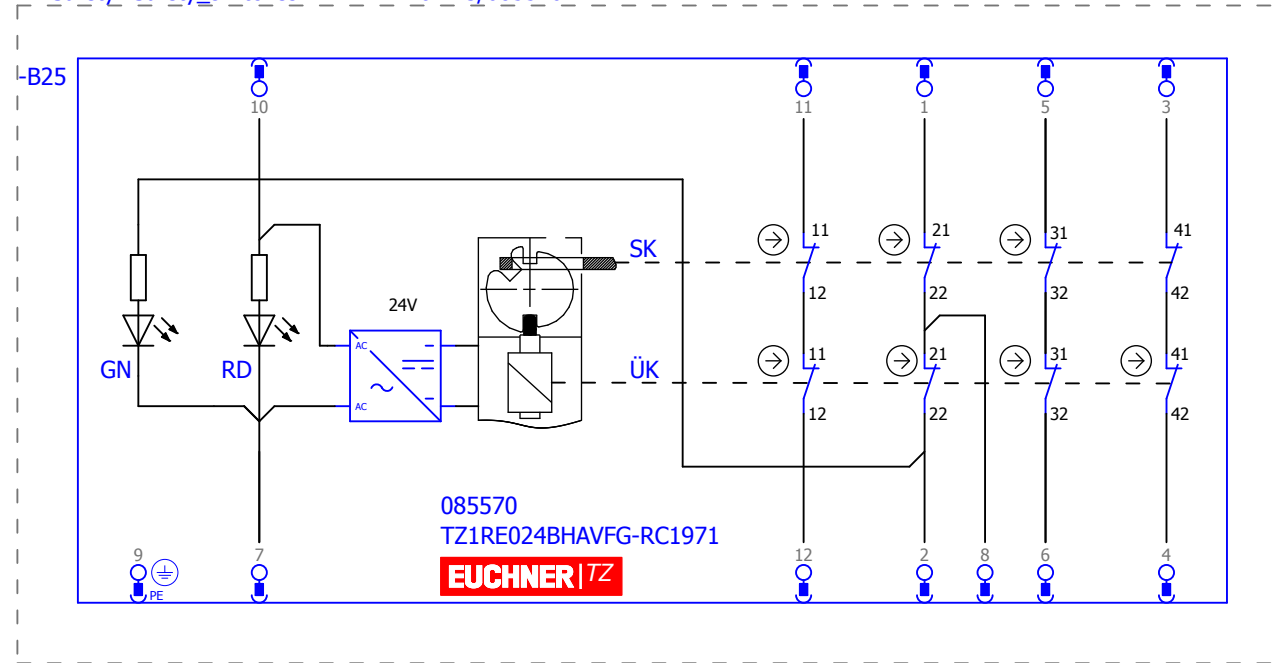 -B25
10 11 1 5 3
11 21 31 41
SK
12 22 32 42
24V
AC
GN RD
ÜK
11 21 31 41
AC
12 22 32 42
085570
TZ1RE024BHAVFG-RC1971
9 7 12 2 8 6 4
EUCHNER TZ
PE